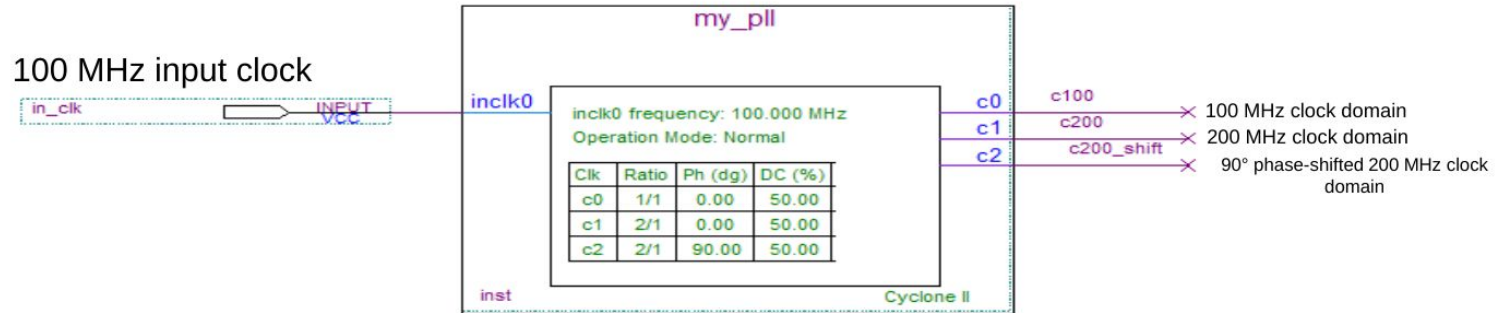 my_pll
100 MHz input clock
in_clk
INPUT
VCC
inclk0
inclk0 frequency: 100.000 MHz
Operation Mode: Normal
Clk Ratio Ph (dg) DC (%)
c0 1/1 0.00 50.00
c1 2/1 0.00 50.00
c2 2/1 90.00 50.00
inst
Cyclone II
c0 c100 100 MHz clock domain
c1 c200 200 MHz clock domain
c2 c200_shift 90° phase-shifted 200 MHz clock
domain